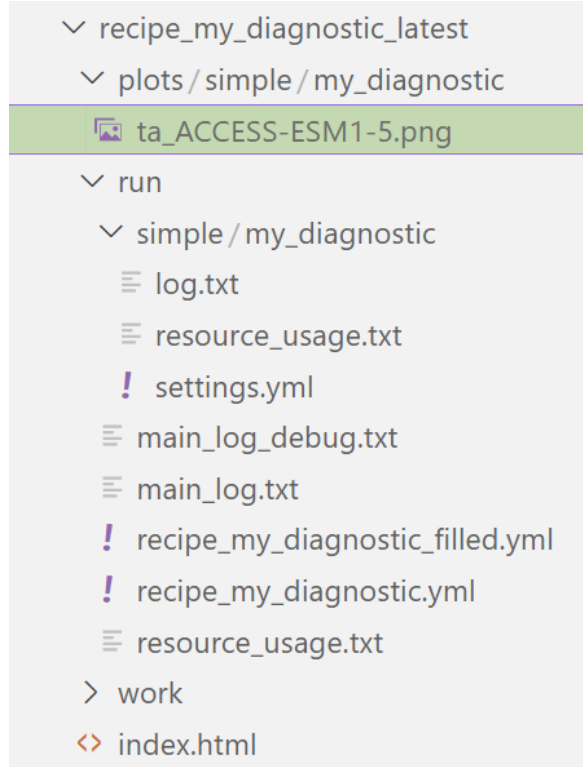 recipe_my_diagnostic_latest
plots / simple / my_diagnostic
ta_ACCESS-ESM1-5.png
run
simple / my_diagnostic
log.txt
resource_usage.txt
! settings.yml
main_log_debug.txt
main_log.txt
! recipe_my_diagnostic_filled.yml
! recipe_my_diagnostic.yml
resource_usage.txt
work
<> index.html